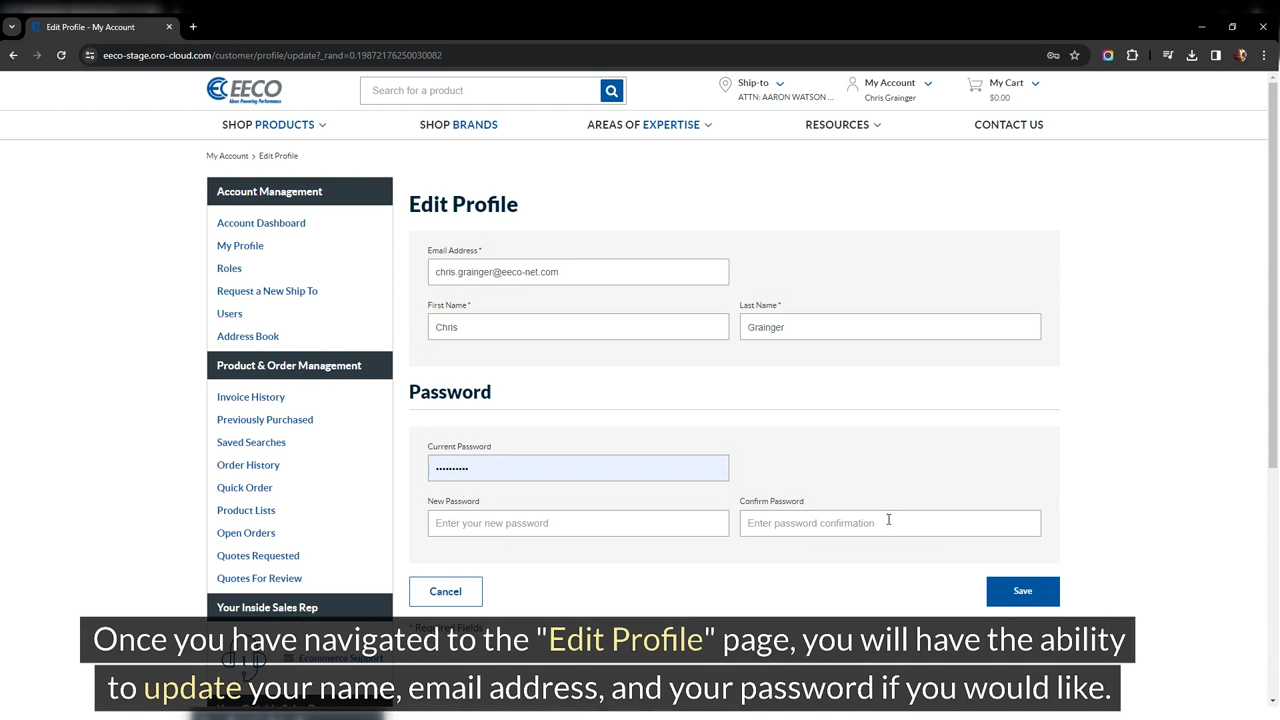 Edit Profile - My Account
eeco-stage.oro-cloud.com/customer/profile/update?_rand=0.19872176250030082
EECO
More Powering Performance
Search for a product
Ship-to
ATTN: AARON WATSON ...
My Account
Chris Grainger
My Cart
$0.00
SHOP PRODUCTS
SHOP BRANDS
AREAS OF EXPERTISE
RESOURCES
CONTACT US
My Account > Edit Profile
Account Management
Account Dashboard
My Profile
Roles
Request a New Ship To
Users
Address Book
Product & Order Management
Invoice History
Previously Purchased
Saved Searches
Order History
Quick Order
Product Lists
Open Orders
Quotes Requested
Quotes For Review
Your Inside Sales Rep
Ecommerce Support
Edit Profile
Email Address *
chris.grainger@eeco-net.com
First Name *
Chris
Last Name *
Grainger
Password
Current Password
••••••••••
New Password
Enter your new password
Confirm Password
Enter password confirmation
Cancel
Save
* Required Fields
Once you have navigated to the "Edit Profile" page, you will have the ability
to update your name, email address, and your password if you would like.